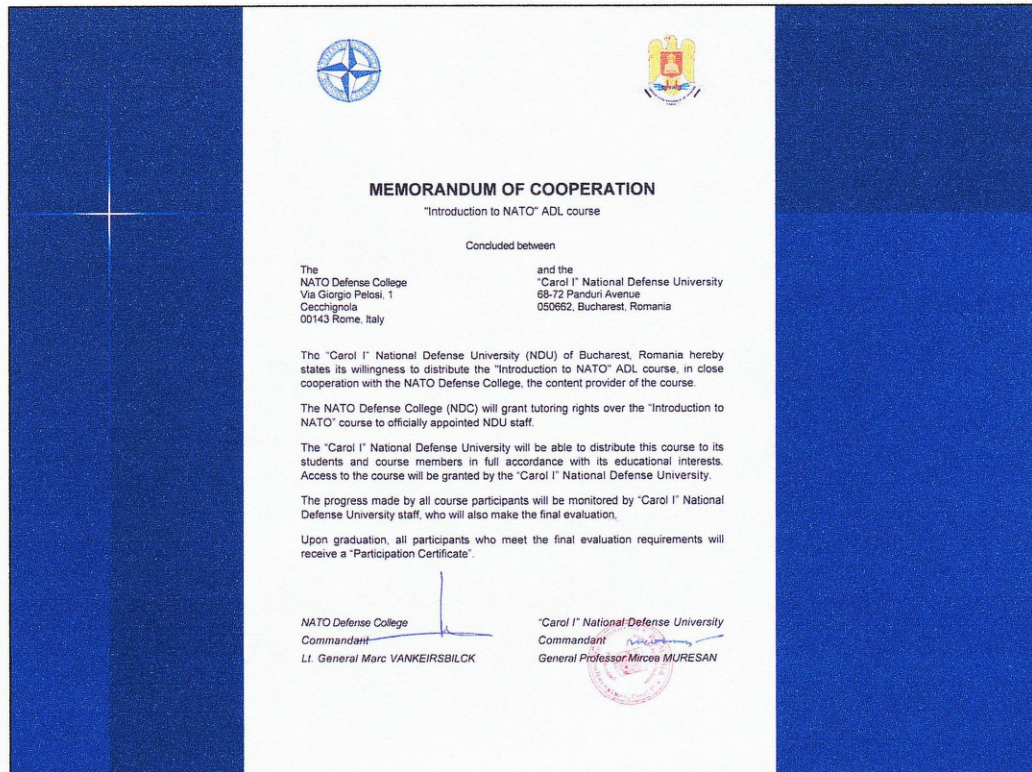 MEMORANDUM OF COOPERATION
"Introduction to NATO" ADL course
Concluded between
The
NATO Defense College
Via Giorgio Pelosi, 1
Cecchignola
00143 Rome, Italy
and the
"Carol I" National Defense University
68-72 Panduri Avenue
050662, Bucharest, Romania
The "Carol I" National Defense University (NDU) of Bucharest, Romania hereby
states its willingness to distribute the "Introduction to NATO" ADL course, in close
cooperation with the NATO Defense College, the content provider of the course.
The NATO Defense College (NDC) will grant tutoring rights over the "Introduction to
NATO" course to officially appointed NDU staff.
The "Carol I" National Defense University will be able to distribute this course to its
students and course members in full accordance with its educational interests.
Access to the course will be granted by the "Carol I" National Defense University.
The progress made by all course participants will be monitored by "Carol I" National
Defense University staff, who will also make the final evaluation,
Upon graduation, all participants who meet the final evaluation requirements will
receive a "Participation Certificate".
NATO Defense College
Commandant
Lt. General Marc VANKEIRSBILCK
"Carol I" National Defense University
Commandant
General Professor Mircea MURESAN